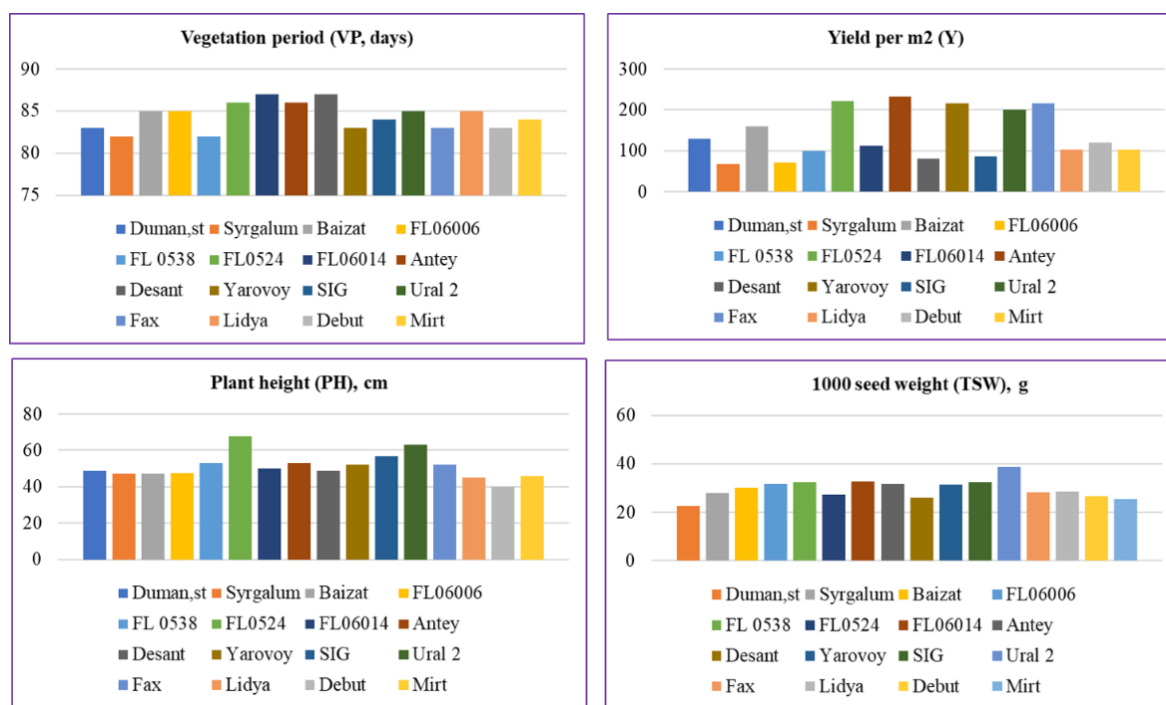 Vegetation period (VP, days)
90
85
80
75
Duman,st Syrgalum Baizat FL06006
FL 0538 FL0524 FL06014 Antey
Desant Yarovoy SIG Ural 2
Fax Lidya Debut Mirt
Yield per m2 (Y)
300
200
100
0
Duman,st Syrgalum Baizat FL06006
FL 0538 FL0524 FL06014 Antey
Desant Yarovoy SIG Ural 2
Fax Lidya Debut Mirt
Plant height (PH), cm
80
60
40
20
0
Duman,st Syrgalum Baizat FL06006
FL 0538 FL0524 FL06014 Antey
Desant Yarovoy SIG Ural 2
Fax Lidya Debut Mirt
1000 seed weight (TSW), g
60
40
20
0
Duman,st Syrgalum Baizat FL06006
FL 0538 FL0524 FL06014 Antey
Desant Yarovoy SIG Ural 2
Fax Lidya Debut Mirt